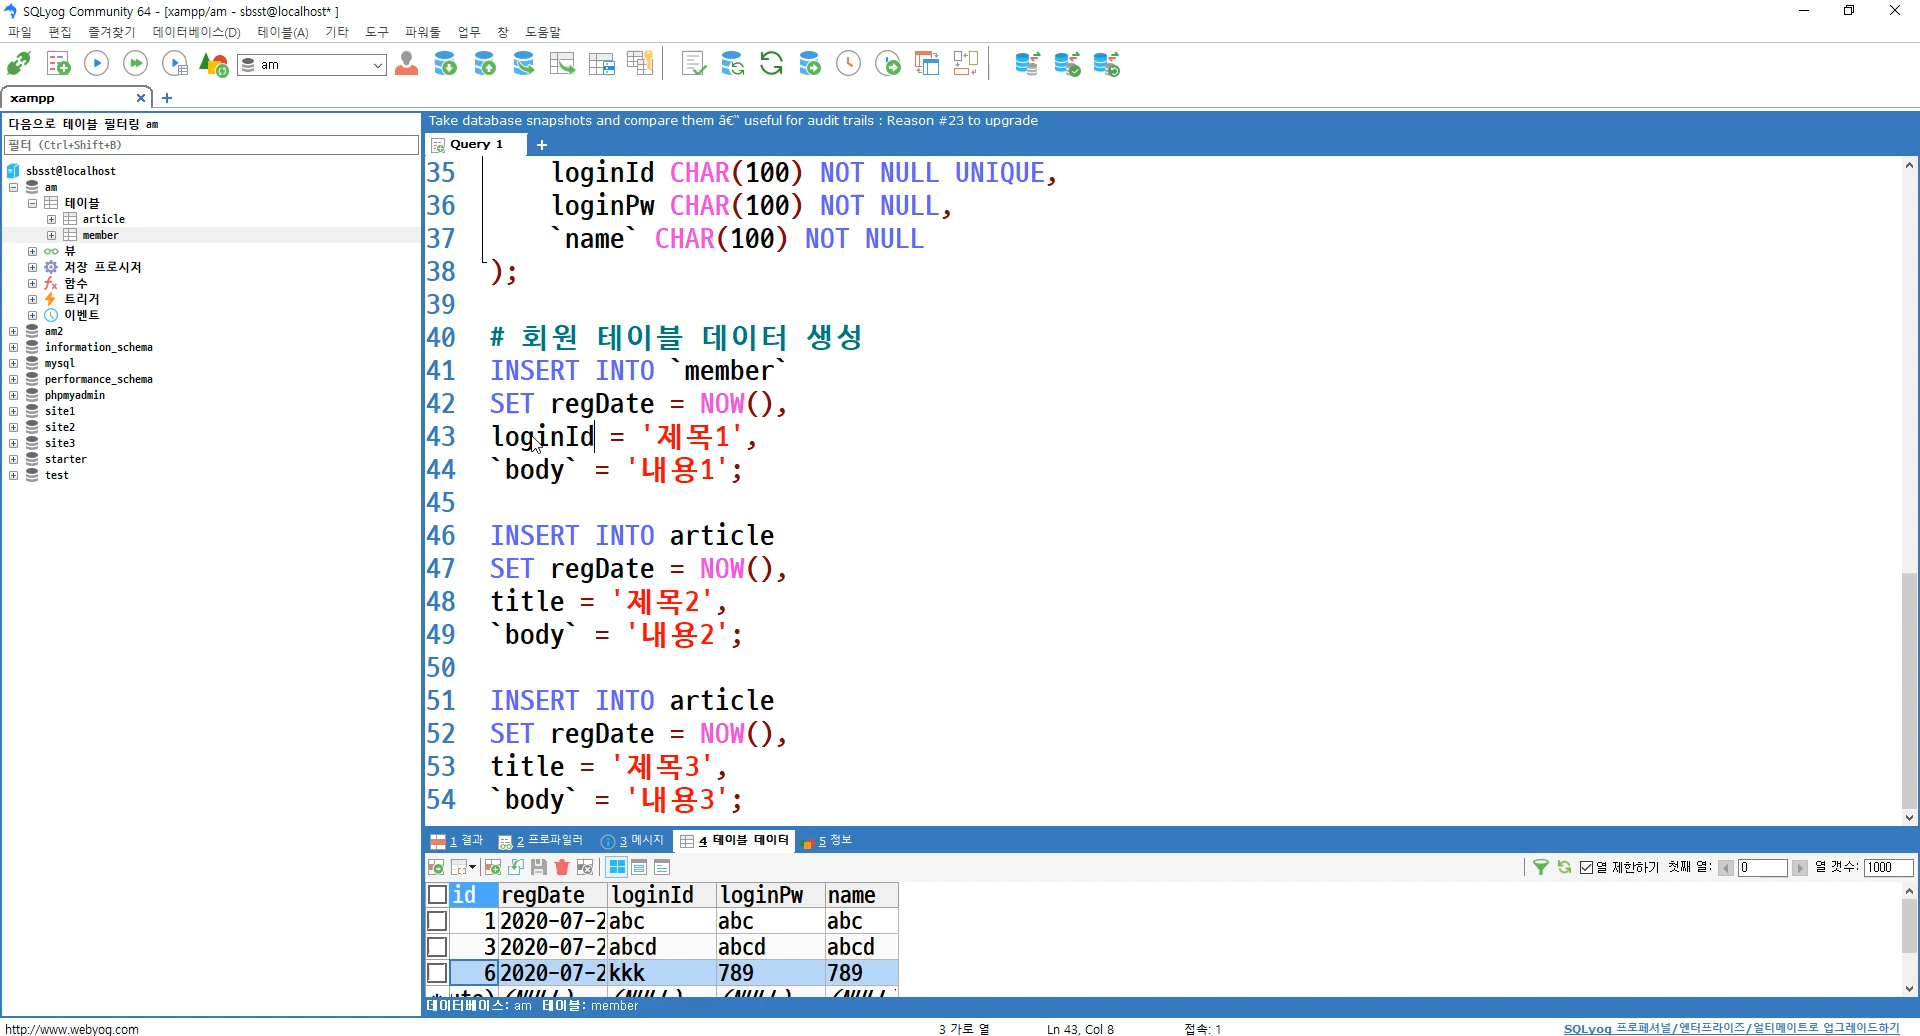 SQLyog Community 64 - [xampp/am - sbsst@localhost* ]
파일 편집 즐겨찾기 데이터베이스(D) 테이블(A) 기타 도구 파워툴 업무 창 도움말
am
xampp
다음으로 테이블 필터링 am
필터 (Ctrl+Shift+B)
sbsst@localhost
am
테이블
article
member
뷰
저장 프로시저
함수
트리거
이벤트
am2
information_schema
mysql
performance_schema
phpmyadmin
site1
site2
site3
starter
test
Take database snapshots and compare them â€“ useful for audit trails : Reason #23 to upgrade
Query 1
35 loginId CHAR(100) NOT NULL UNIQUE,
36 loginPw CHAR(100) NOT NULL,
37 `name` CHAR(100) NOT NULL
38 );
39
40 # 회원 테이블 데이터 생성
41 INSERT INTO `member`
42 SET regDate = NOW(),
43 loginId = '제목1',
44 `body` = '내용1';
45
46 INSERT INTO article
47 SET regDate = NOW(),
48 title = '제목2',
49 `body` = '내용2';
50
51 INSERT INTO article
52 SET regDate = NOW(),
53 title = '제목3',
54 `body` = '내용3';
1 결과 2 프로파일러 3 메시지 4 테이블 데이터 5 정보
열 제한하기 첫째 열: 0 열 갯수: 1000
id regDate loginId loginPw name
1 2020-07-2 abc abc abc
3 2020-07-2 abcd abcd abcd
6 2020-07-2 kkk 789 789
(NULL) (NULL) (NULL)
데이터베이스: am 테이블: member
http://www.webyog.com 3 가로 열 Ln 43, Col 8 접속: 1 SQLyog 프로페셔널/엔터프라이즈/얼티메이트로 업그레이드하기